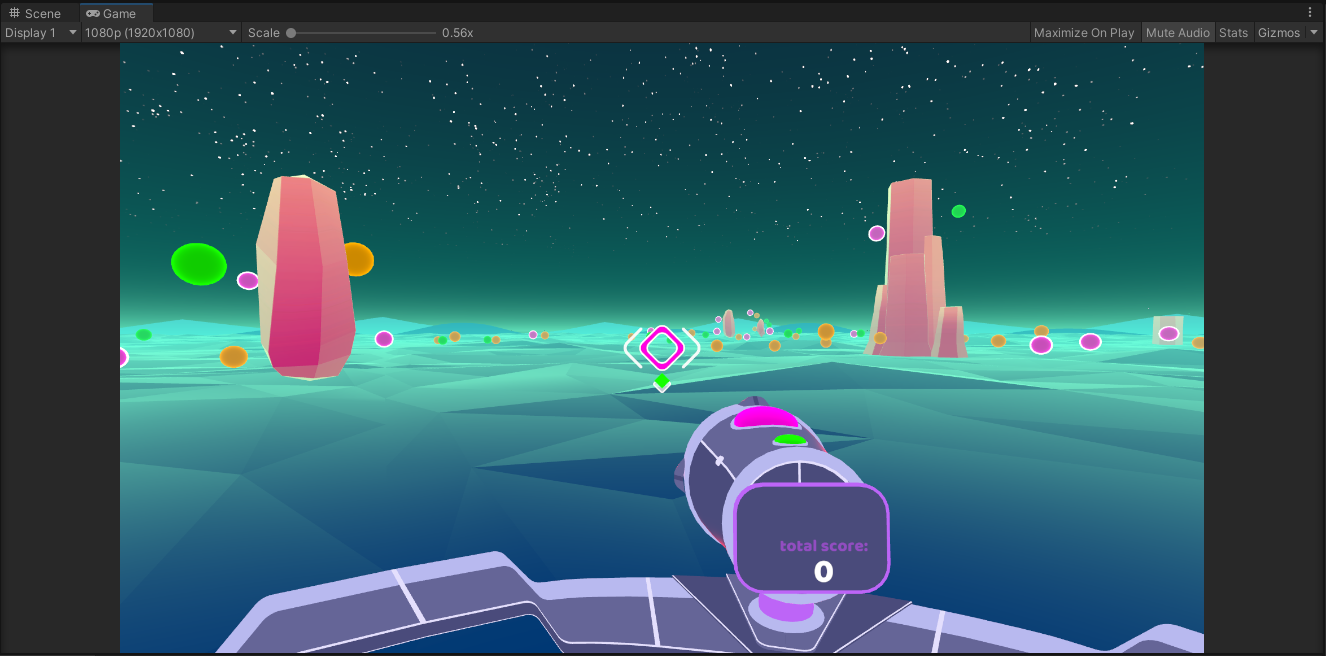 Scene
Game
Display 1
1080p (1920x1080)
Scale
0.56x
Maximize On Play
Mute Audio
Stats
Gizmos
total score:
0